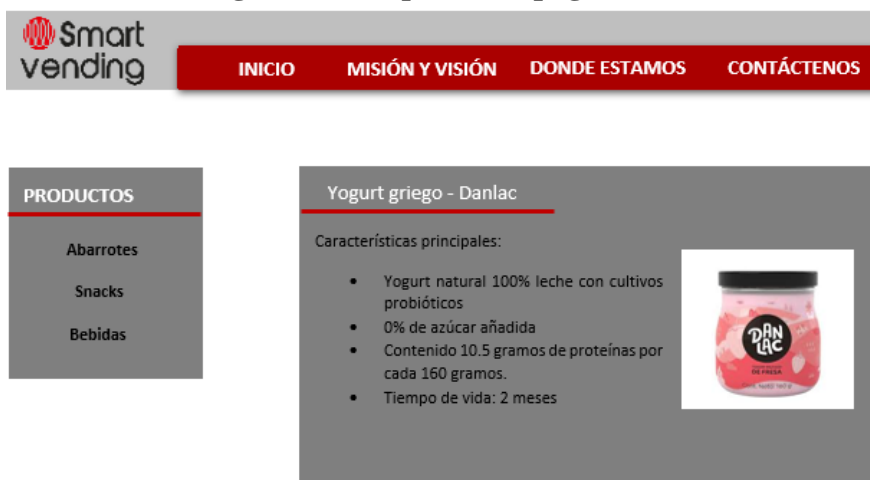 Smart
vending
INICIO MISIÓN Y VISIÓN DONDE ESTAMOS CONTÁCTENOS
PRODUCTOS
Abarrotes
Snacks
Bebidas
Yogurt griego - Danlac
Características principales:
• Yogurt natural 100% leche con cultivos
probióticos
• 0% de azúcar añadida
• Contenido 10.5 gramos de proteínas por
cada 160 gramos.
• Tiempo de vida: 2 meses
DAN
LAC
DE FRESA